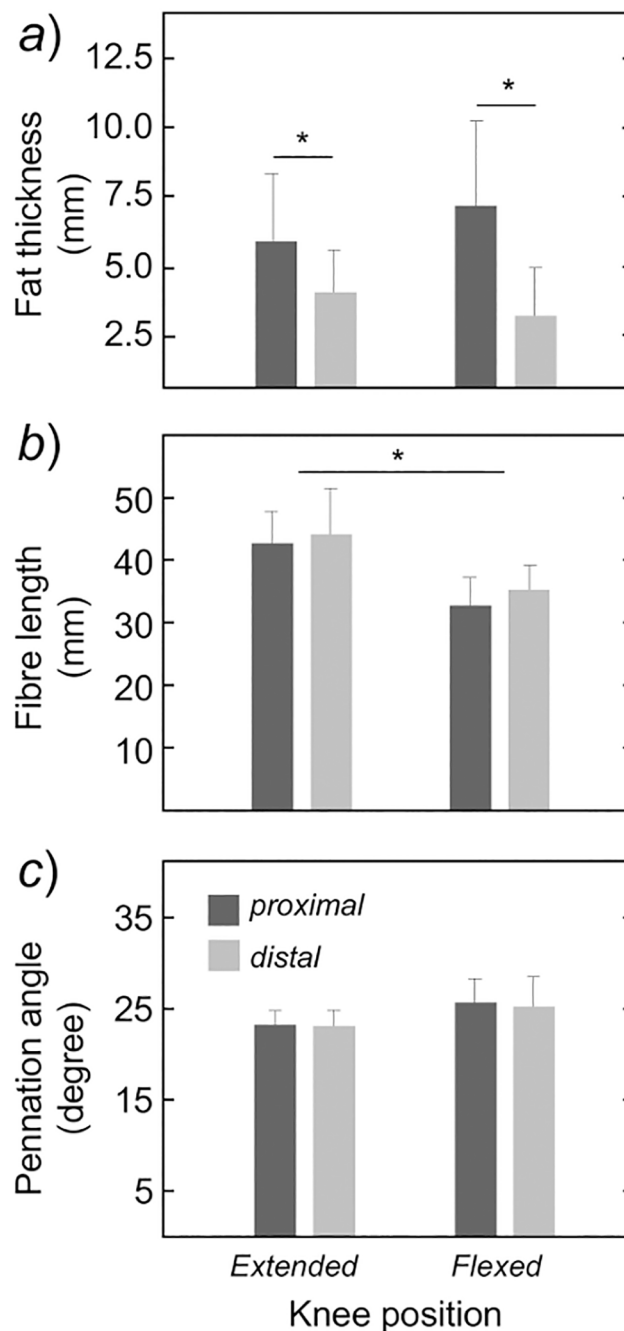 a)
Fat thickness
(mm)
12.5
10.0
7.5
5.0
2.5
*
*
b)
Fibre length
(mm)
50
40
30
20
10
*
c)
Pennation angle
(degree)
35
25
15
5
proximal
distal
Extended
Flexed
Knee position